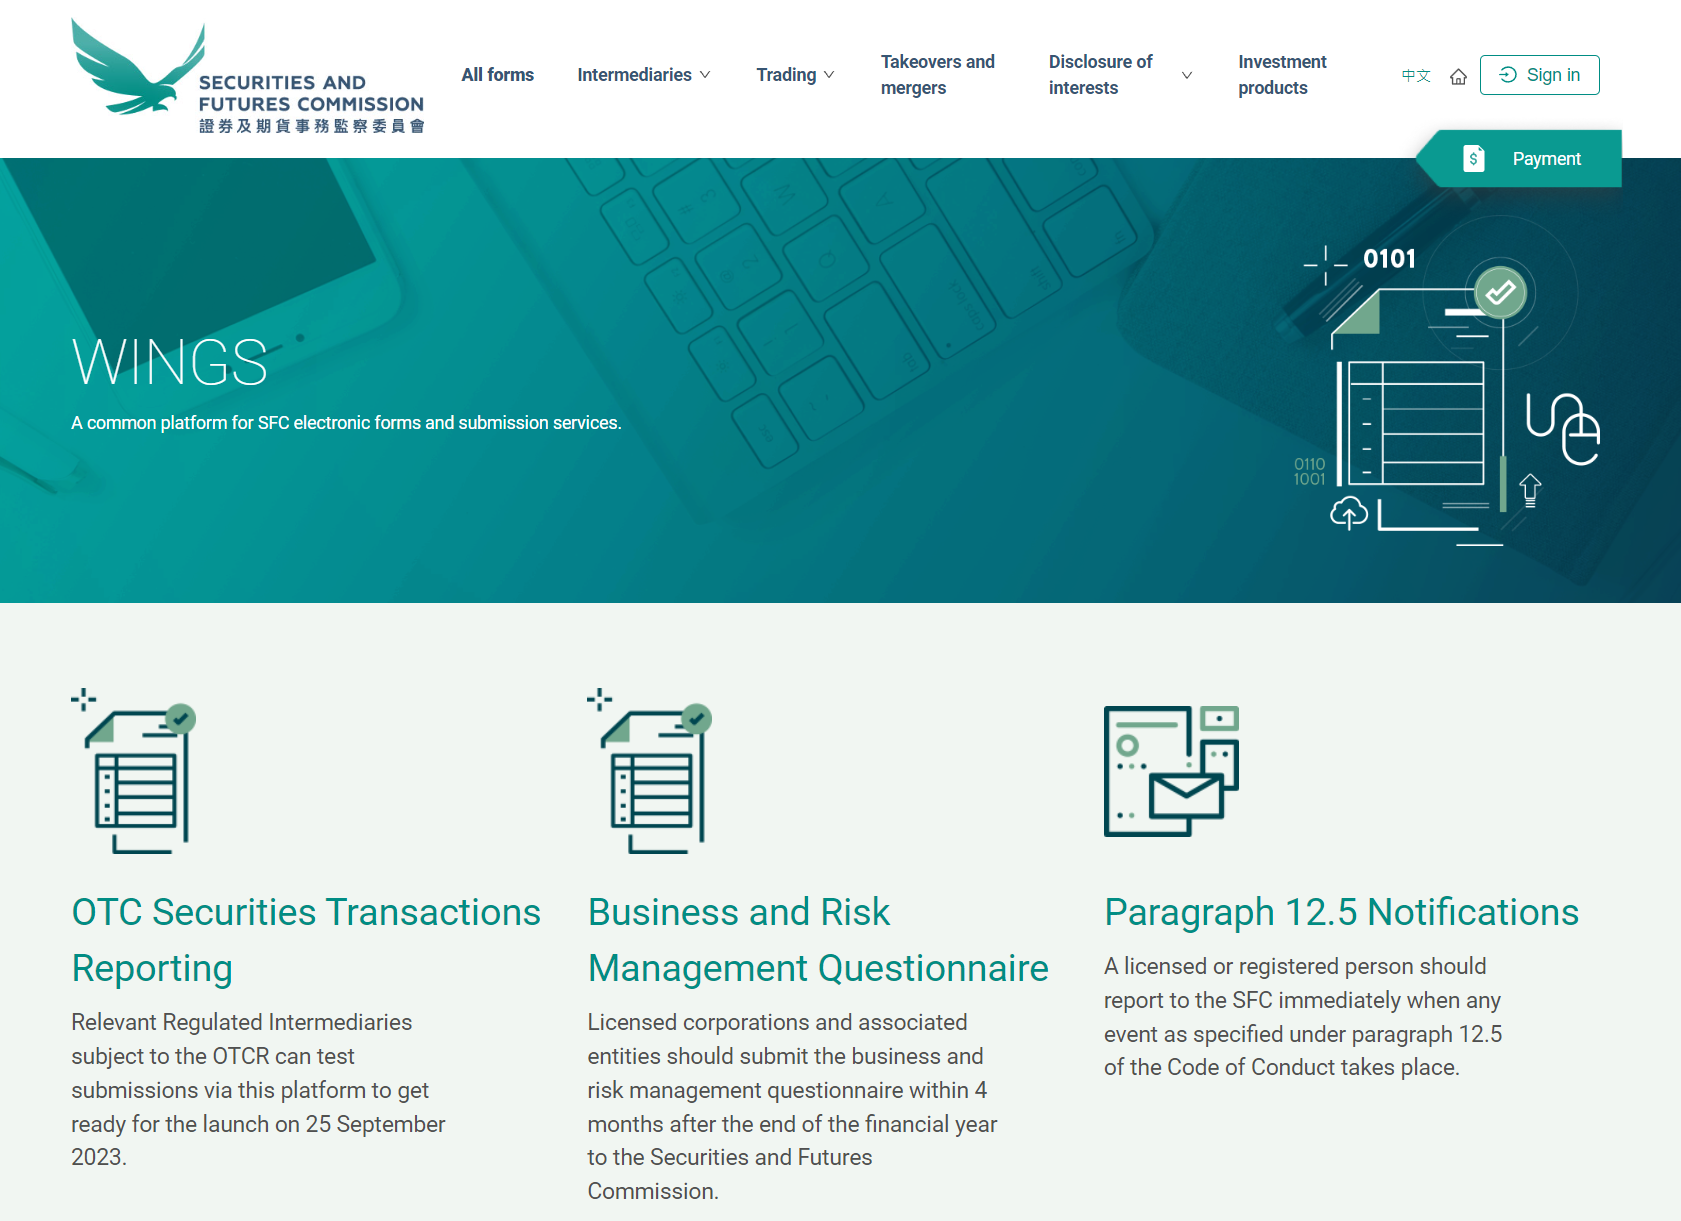 SECURITIES AND
FUTURES COMMISSION
證券及期貨事務監察委員會
All forms
Intermediaries
Trading
Takeovers and
mergers
Disclosure of
interests
Investment
products
中文
Sign in
$
Payment
0101
WINGS
A common platform for SFC electronic forms and submission services.
0110
1001
OTC Securities Transactions
Reporting
Relevant Regulated Intermediaries
subject to the OTCR can test
submissions via this platform to get
ready for the launch on 25 September
2023.
Business and Risk
Management Questionnaire
Licensed corporations and associated
entities should submit the business and
risk management questionnaire within 4
months after the end of the financial year
to the Securities and Futures
Commission.
Paragraph 12.5 Notifications
A licensed or registered person should
report to the SFC immediately when any
event as specified under paragraph 12.5
of the Code of Conduct takes place.